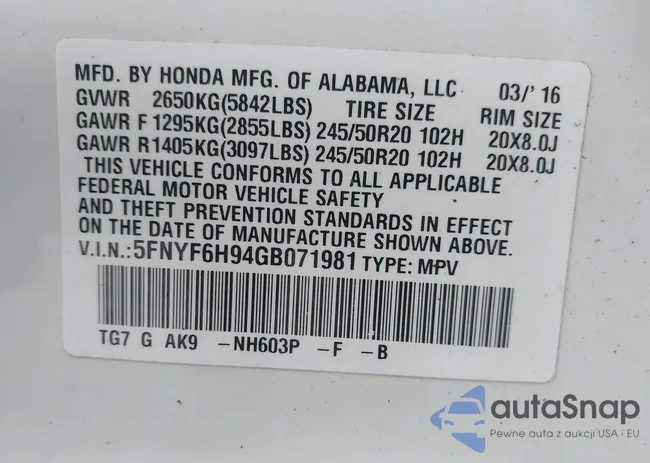 MFD. BY HONDA MFG. OF ALABAMA, LLC 03/' 16
GVWR 2650KG(5842LBS) TIRE SIZE RIM SIZE
GAWR F 1295KG(2855LBS) 245/50R20 102H 20X8.0J
GAWR R1405KG(3097LBS) 245/50R20 102H 20X8.0J
THIS VEHICLE CONFORMS TO ALL APPLICABLE
FEDERAL MOTOR VEHICLE SAFETY
AND THEFT PREVENTION STANDARDS IN EFFECT
ON THE DATE OF MANUFACTURE SHOWN ABOVE.
V.I.N.:5FNYF6H94GB071981 TYPE: MPV
TG7 G AK9 -NH603P -F -B
autaSnap
Pewne auta z aukcji USA i EU